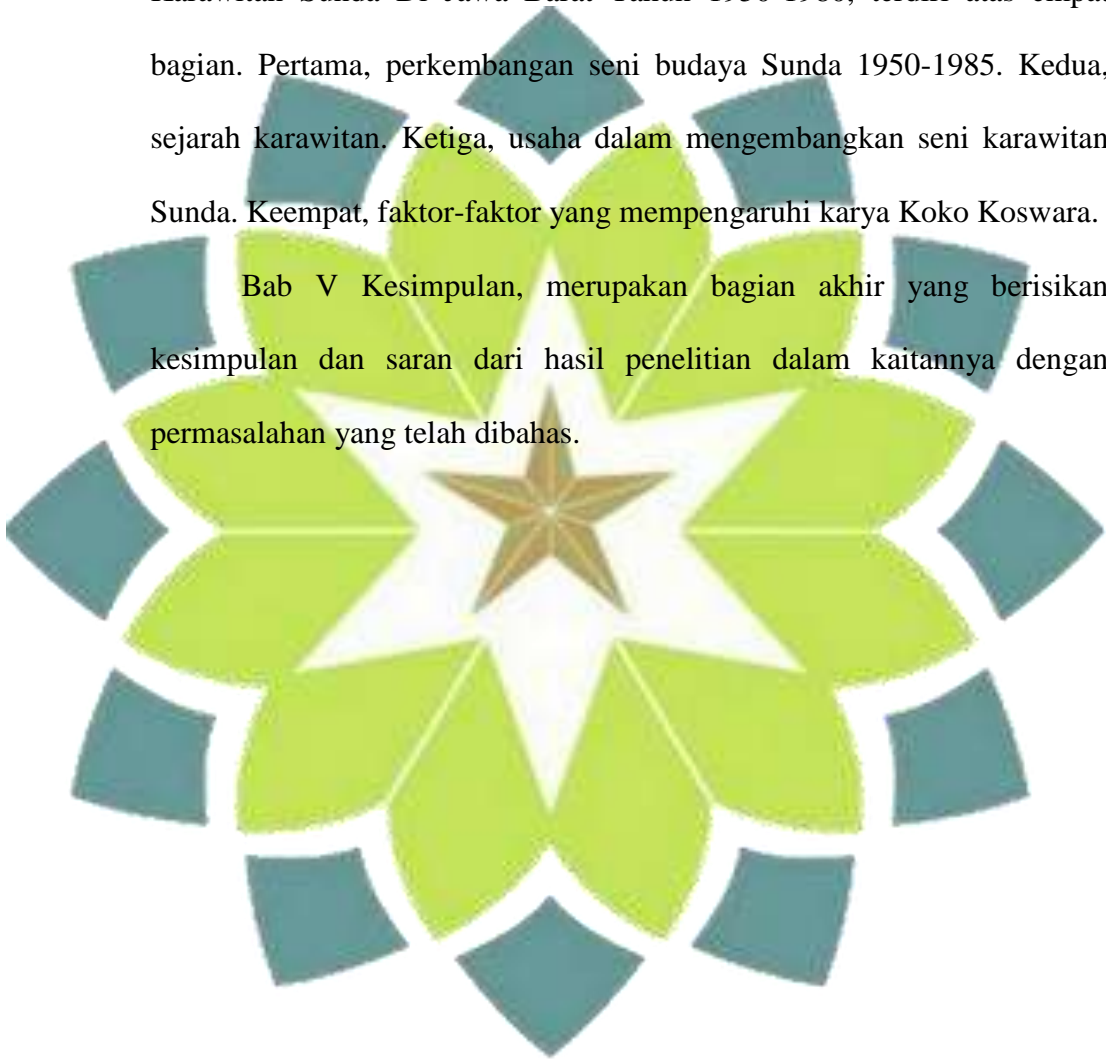 bagian. Pertama, perkembangan seni budaya Sunda 1950-1985. Kedua,
sejarah karawitan. Ketiga, usaha dalam mengembangkan seni karawitan
Sunda. Keempat, faktor-faktor yang mempengaruhi karya Koko Koswara.
Bab V Kesimpulan, merupakan bagian akhir yang berisikan
kesimpulan dan saran dari hasil penelitian dalam kaitannya dengan
permasalahan yang telah dibahas.